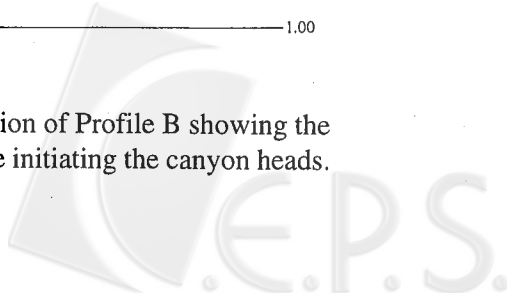 1.00
ion of Profile B showing the
e initiating the canyon heads.
C.E.P.S.